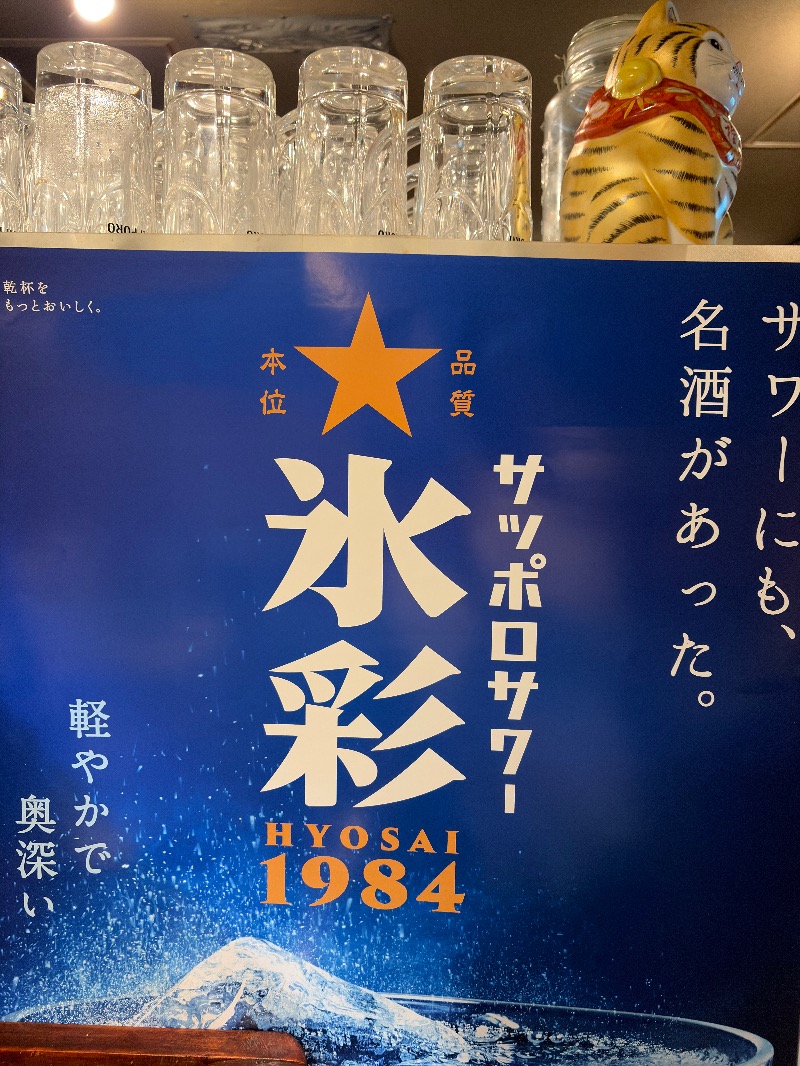 乾杯を
もっとおいしく。
サワーにも、
名酒があった。
品質
本位
サッポロサワー
氷彩
HYOSAI
1984
軽やかで
奥深い